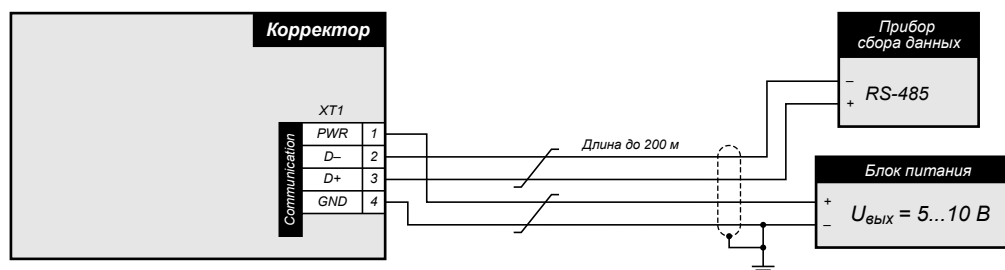 Корректор
XT1
Communication
PWR 1
D– 2
D+ 3
GND 4
Длина до 200 м
Прибор
сбора данных
–
RS-485
+
Блок питания
+
Uвых = 5...10 В
–